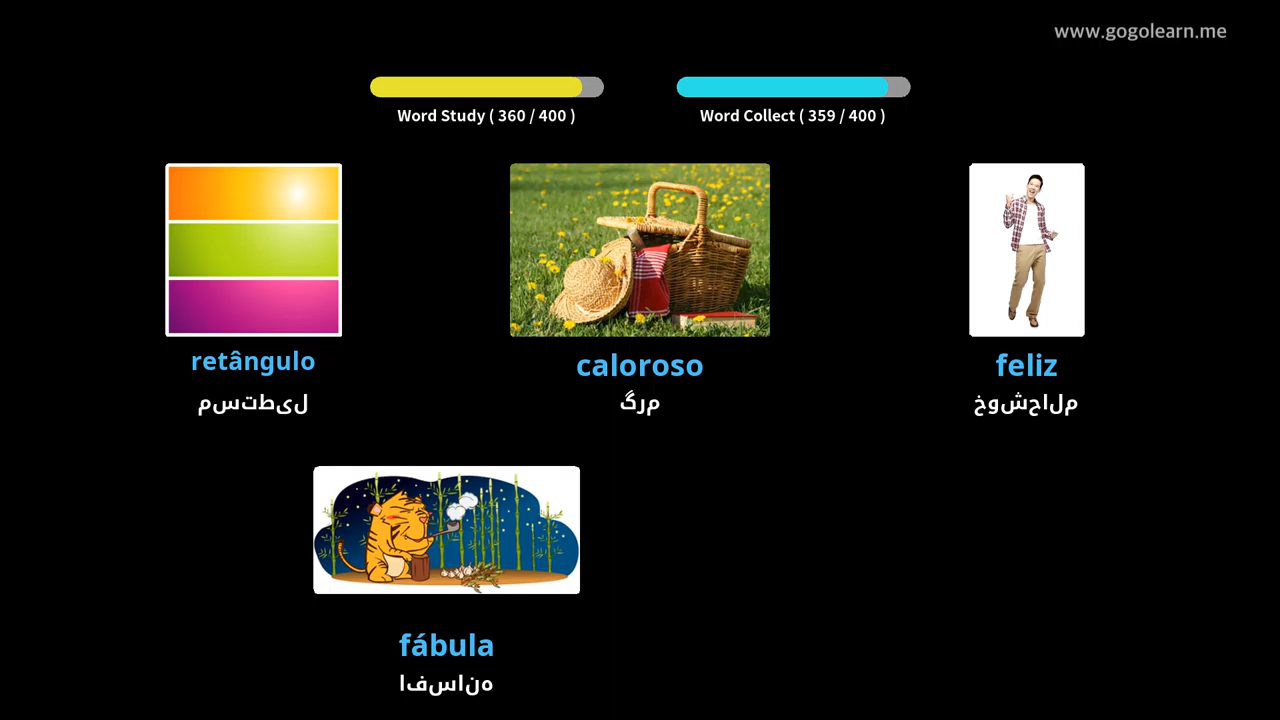 www.gogolearn.me
Word Study ( 360 / 400 )
Word Collect ( 359 / 400 )
retângulo
لیطتسم
caloroso
مرگ
feliz
ملاحشوخ
fábula
هناسفا